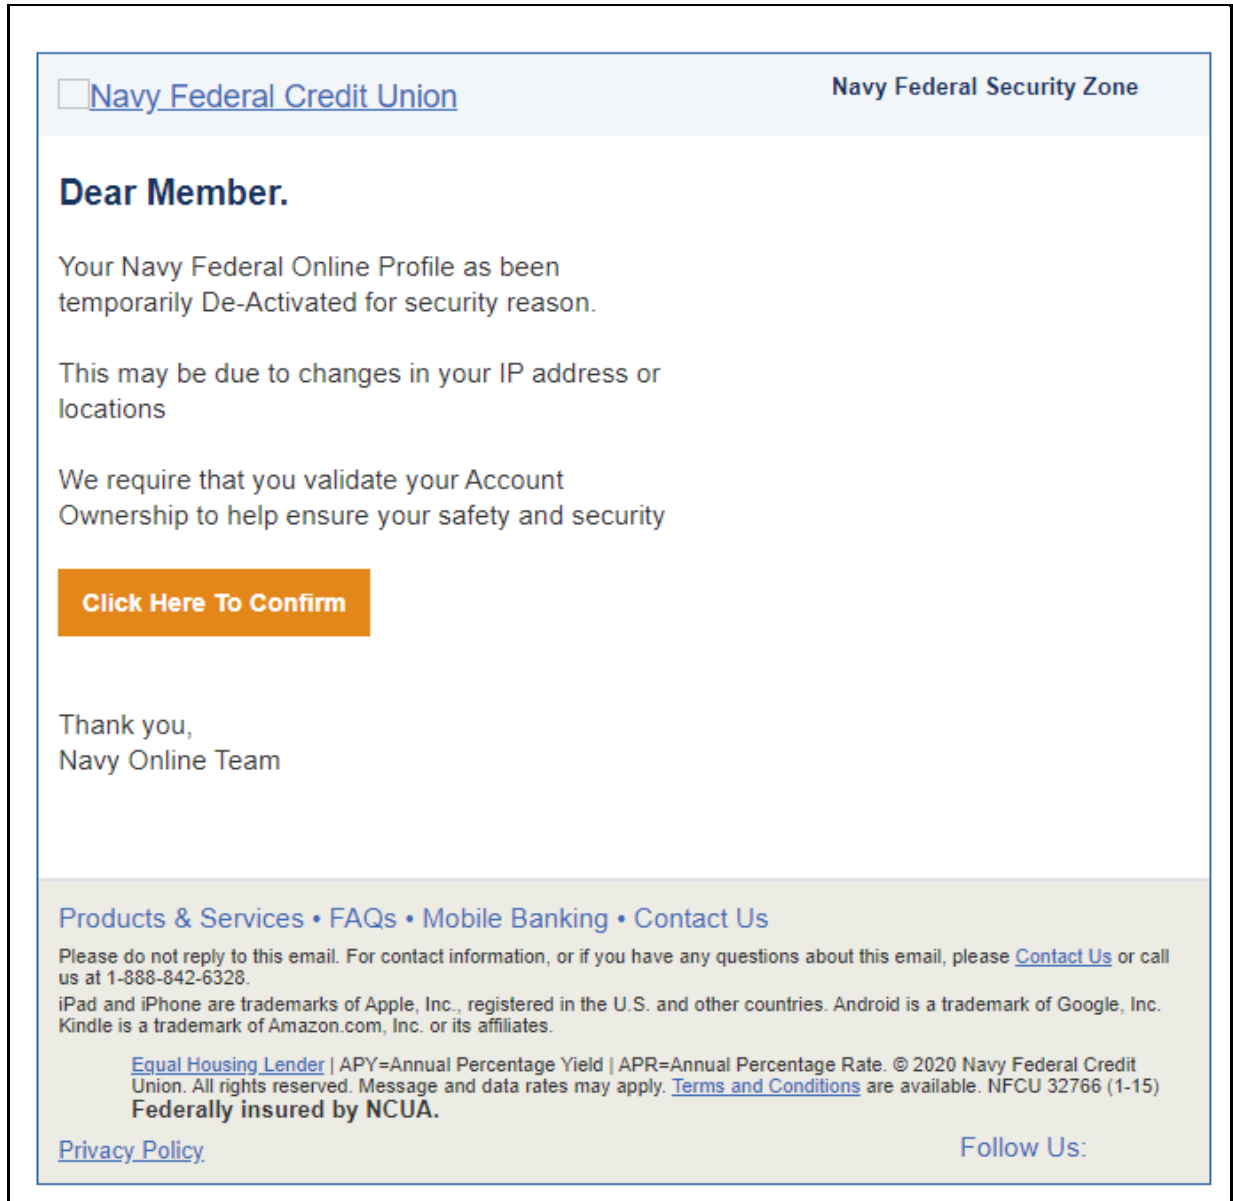 Navy Federal Credit Union
Navy Federal Security Zone
Dear Member.
Your Navy Federal Online Profile as been
temporarily De-Activated for security reason.
This may be due to changes in your IP address or
locations
We require that you validate your Account
Ownership to help ensure your safety and security
Click Here To Confirm
Thank you,
Navy Online Team
Products & Services • FAQs • Mobile Banking • Contact Us
Please do not reply to this email. For contact information, or if you have any questions about this email, please Contact Us or call
us at 1-888-842-6328.
iPad and iPhone are trademarks of Apple, Inc., registered in the U.S. and other countries. Android is a trademark of Google, Inc.
Kindle is a trademark of Amazon.com, Inc. or its affiliates.
Equal Housing Lender | APY=Annual Percentage Yield | APR=Annual Percentage Rate. © 2020 Navy Federal Credit
Union. All rights reserved. Message and data rates may apply. Terms and Conditions are available. NFCU 32766 (1-15)
Federally insured by NCUA.
Privacy Policy
Follow Us: